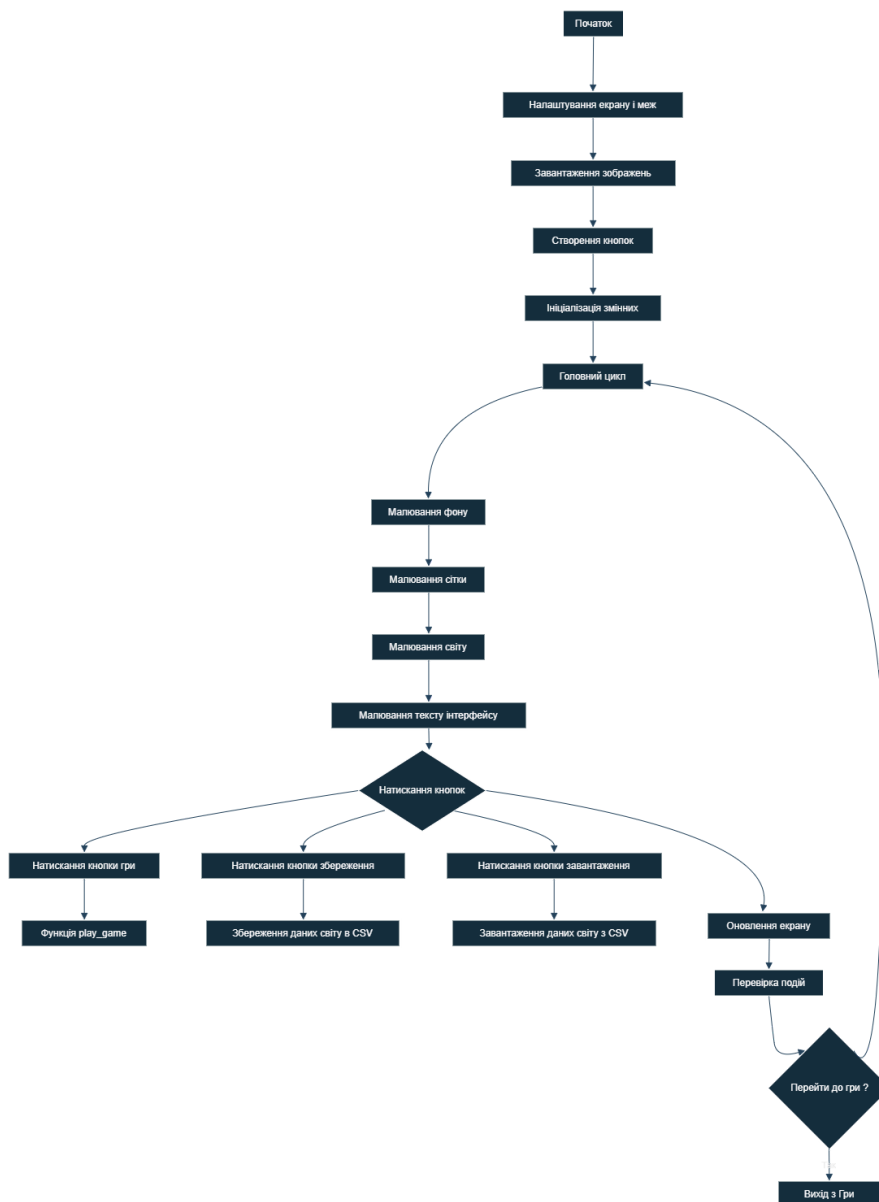 Початок
Налаштування екрану і меж
Завантаження зображень
Створення кнопок
Ініціалізація змінних
Головний цикл
Малювання фону
Малювання сітки
Малювання світу
Малювання тексту інтерфейсу
Натискання кнопок
Натискання кнопки гри
Натискання кнопки збереження
Натискання кнопки завантаження
Функція play_game
Збереження даних світу в CSV
Завантаження даних світу з CSV
Оновлення екрану
Перевірка подій
Перейти до гри ?
Вихід з Гри